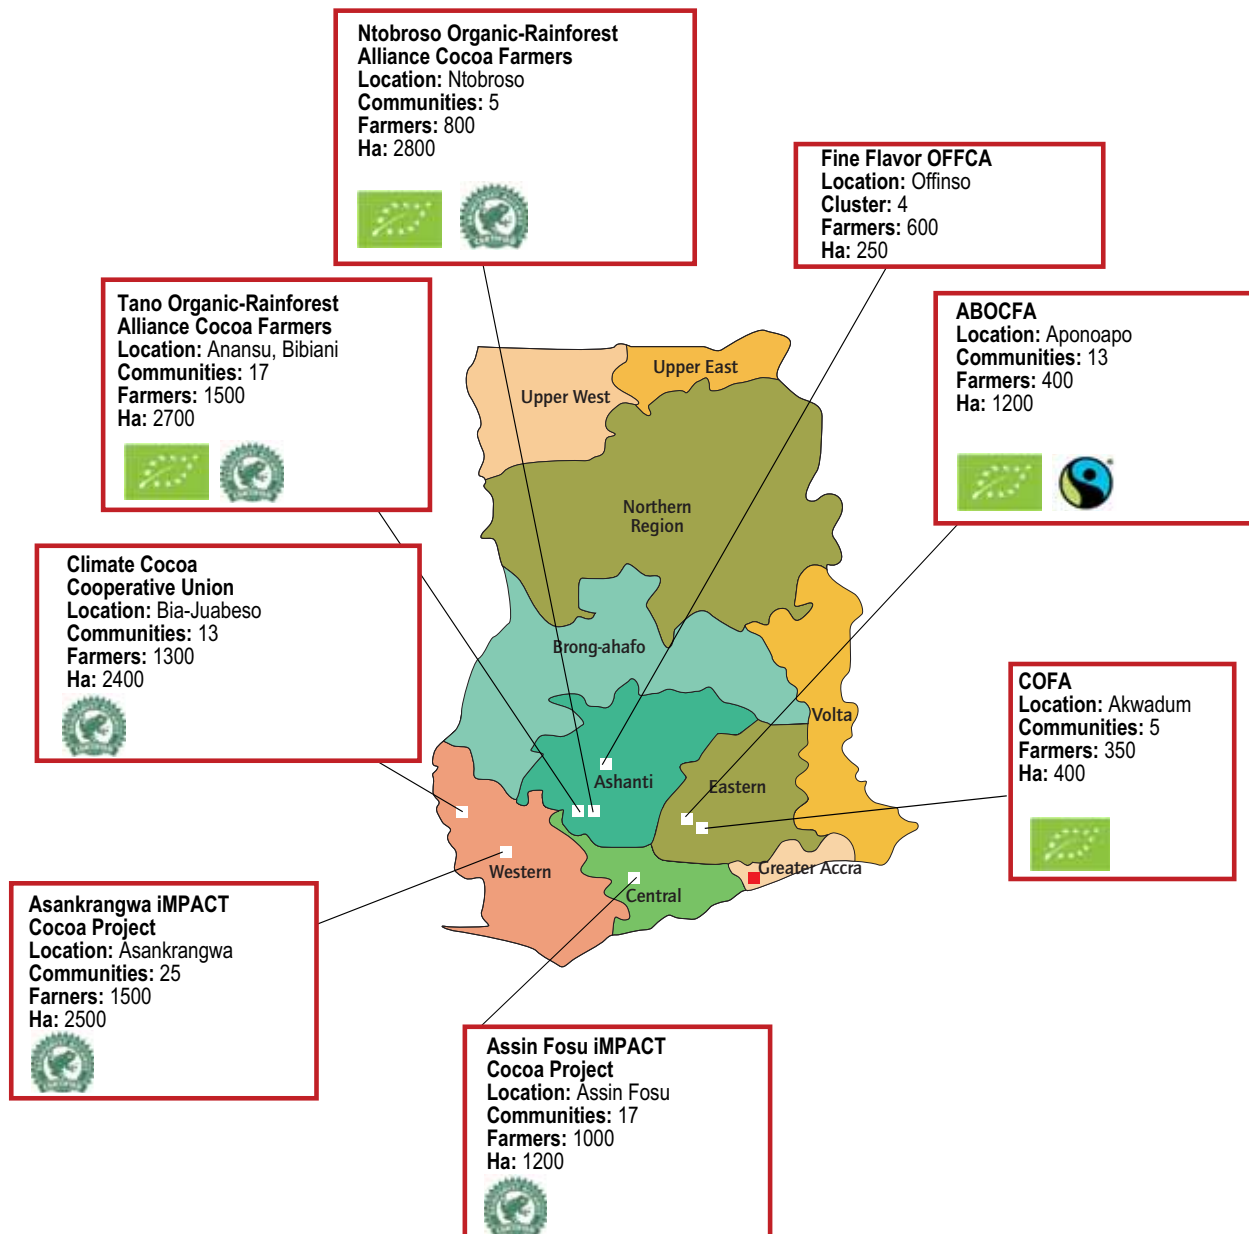 Ntobroso Organic-Rainforest
Alliance Cocoa Farmers
Location: Ntobroso
Communities: 5
Farmers: 800
Ha: 2800
Fine Flavor OFFCA
Location: Offinso
Cluster: 4
Farmers: 600
Ha: 250
Tano Organic-Rainforest
Alliance Cocoa Farmers
Location: Anansu, Bibiani
Communities: 17
Farmers: 1500
Ha: 2700
ABOCFA
Location: Aponoapo
Communities: 13
Farmers: 400
Ha: 1200
Climate Cocoa
Cooperative Union
Location: Bia-Juabeso
Communities: 13
Farmers: 1300
Ha: 2400
COFA
Location: Akwadum
Communities: 5
Farmers: 350
Ha: 400
Asankrangwa iMPACT
Cocoa Project
Location: Asankrangwa
Communities: 25
Farners: 1500
Ha: 2500
Assin Fosu iMPACT
Cocoa Project
Location: Assin Fosu
Communities: 17
Farmers: 1000
Ha: 1200
Upper East
Upper West
Northern
Region
Brong-ahafo
Volta
Ashanti
Eastern
Western
Central
Greater Accra